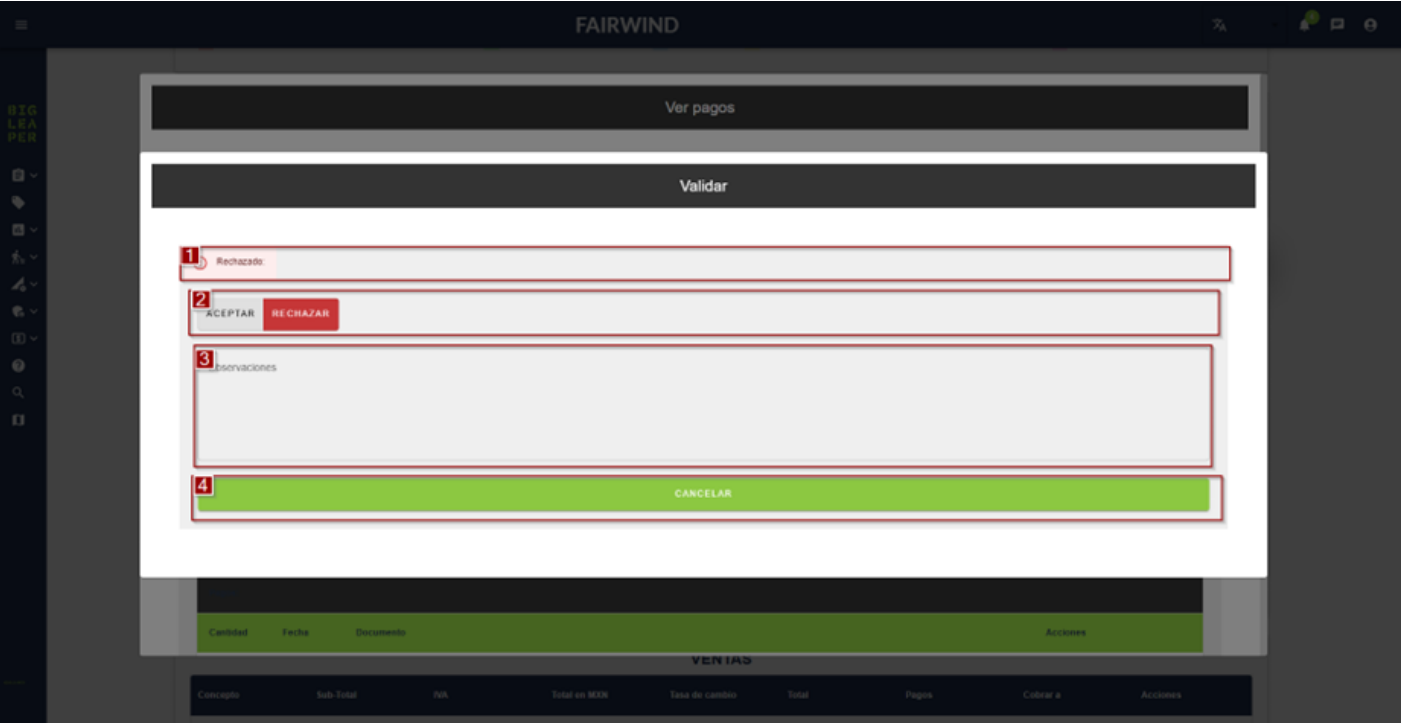 FAIRWIND
BIG
LEA
PER
Ver pagos
Validar
1
Rechazado:
2
ACEPTAR RECHAZAR
3
Observaciones
4
CANCELAR
Cantidad Fecha Documento Acciones
VENTAS
Concepto Sub-Total IVA Total en MXN Tasa de cambio Total Pagos Cobrar a Acciones